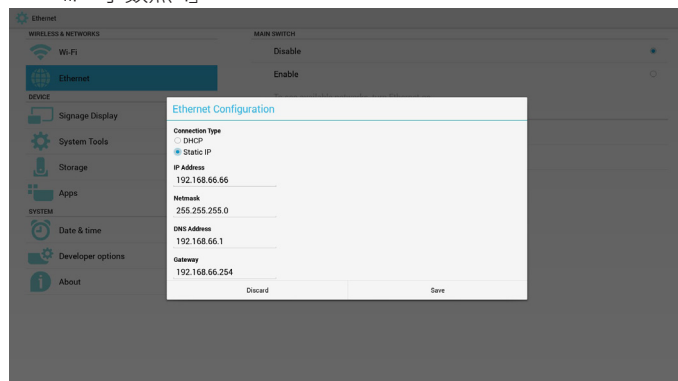 Ethernet
WIRELESS & NETWORKS
Wi-Fi
Ethernet
DEVICE
Signage Display
System Tools
Storage
Apps
SYSTEM
Date & time
Developer options
About
MAIN SWITCH
Disable
Enable
Ethernet Configuration
Connection Type
DHCP
Static IP
IP Address
192.168.66.66
Netmask
255.255.255.0
DNS Address
192.168.66.1
Gateway
192.168.66.254
Discard
Save